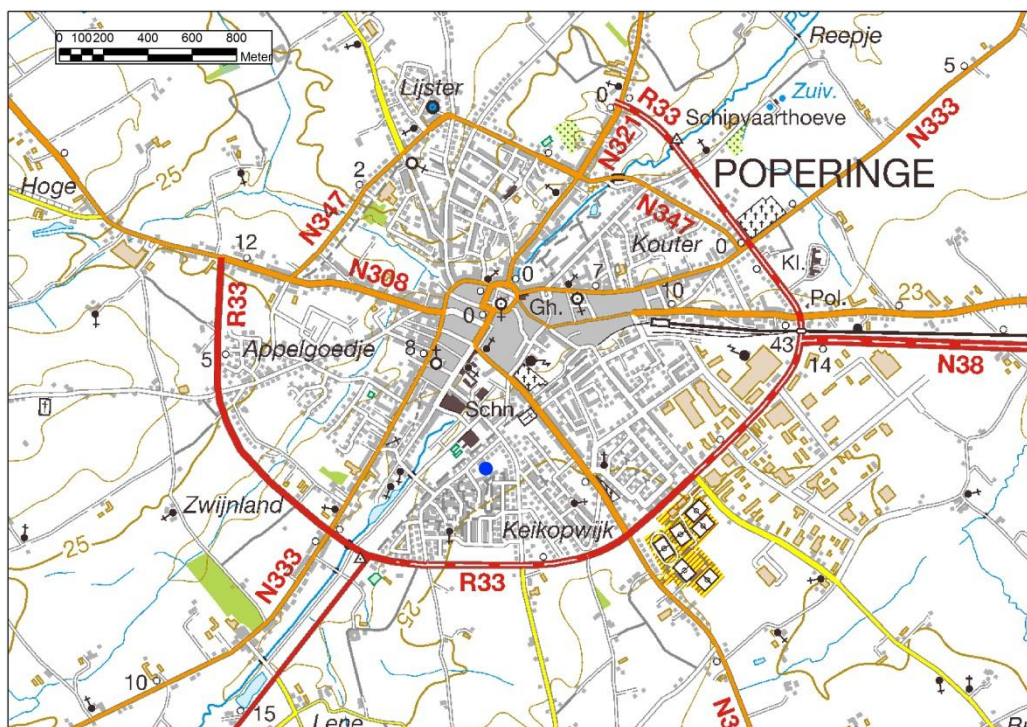 0 100 200 400 600 800
Meter
Reepje
Lijster
Zuiv.
5
0
R33
Schipvaarthoeve
N321
N333
POPERINGE
Hoge
25
2
N347
N347
Kouter
0
Kl.
12
N308
0
7
10
Gh.
0
Pol.
23
R33
5
Appelgoedje
8
43
14
N38
Schn.
Zwijnland
Keikopwijk
25
N333
R33
25
10
15
Lene